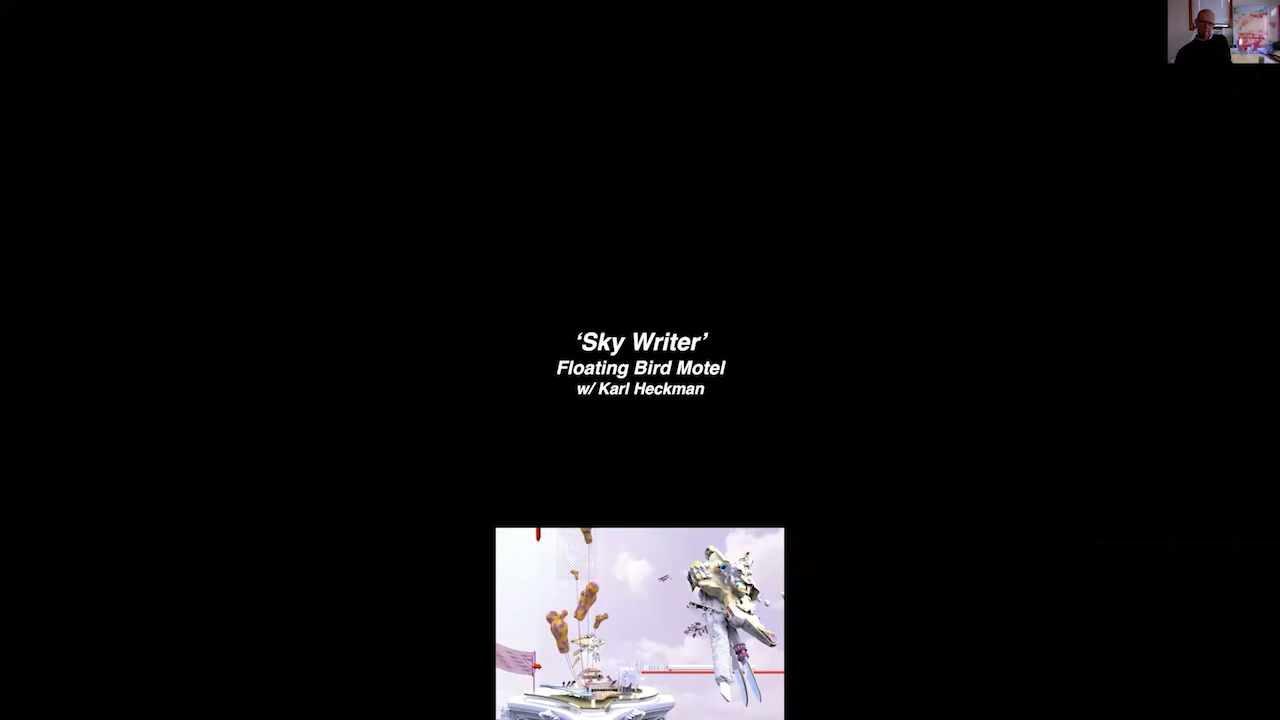 ‘Sky Writer’
Floating Bird Motel
w/ Karl Heckman